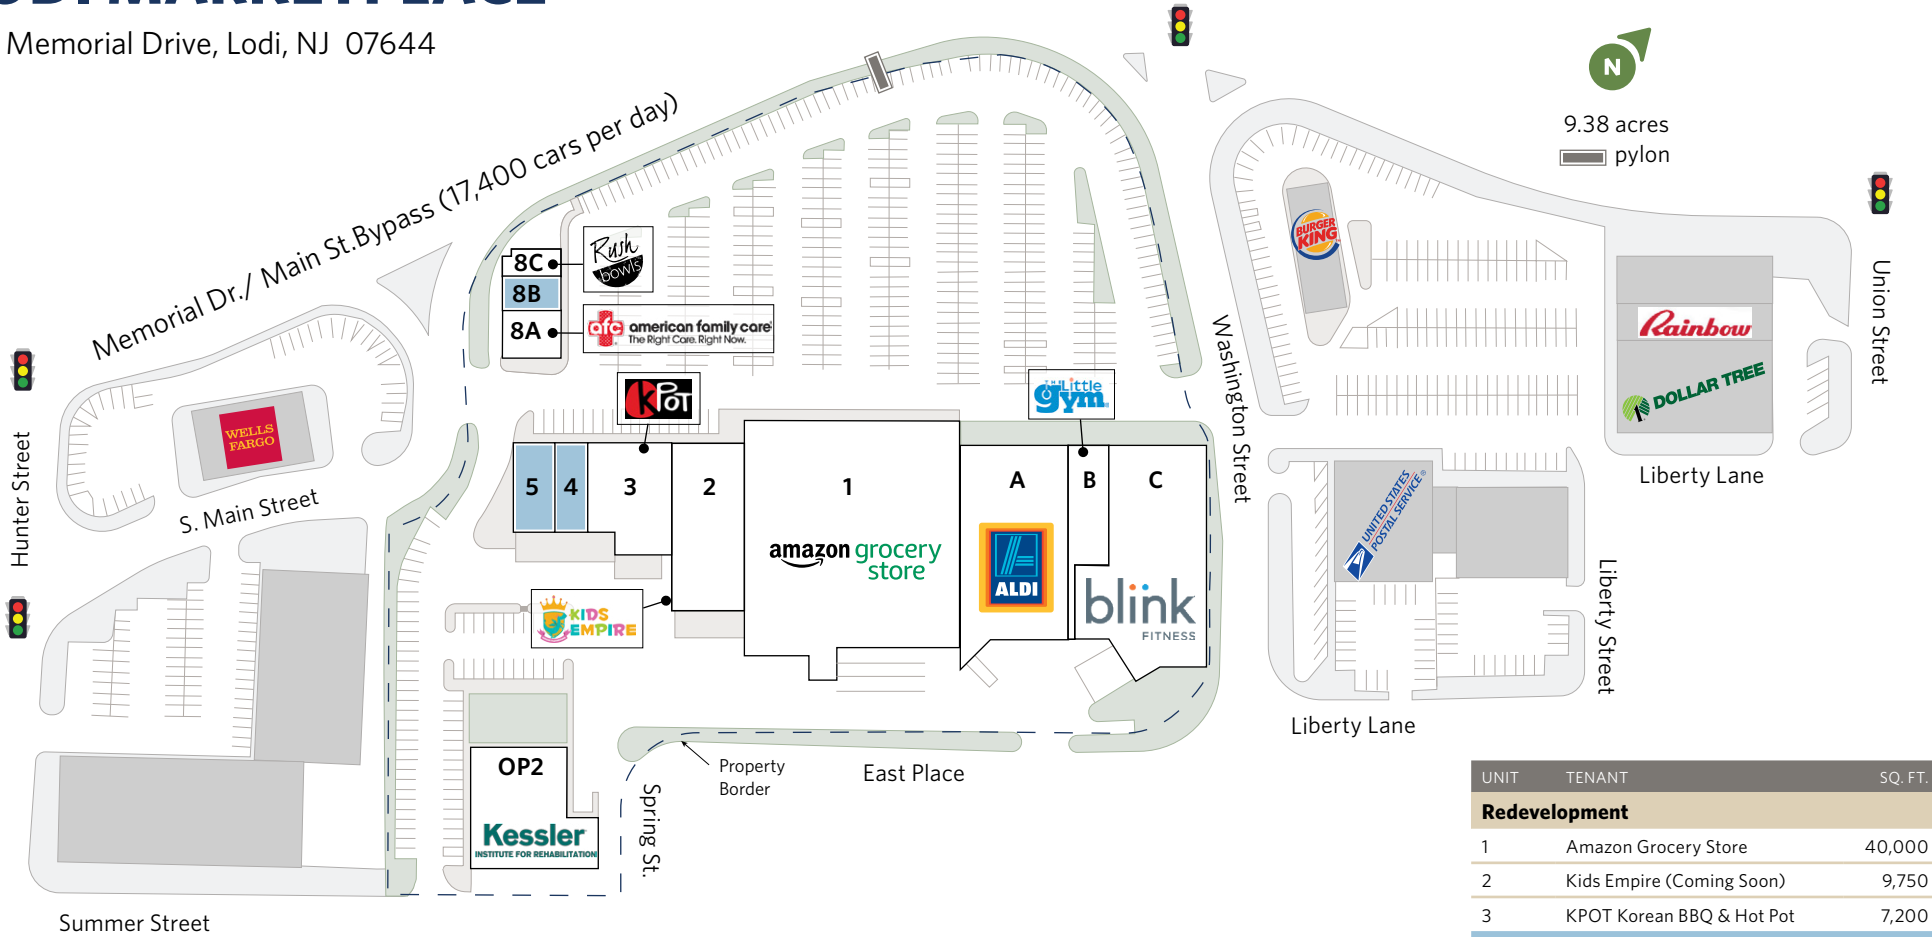 MARKETPLACE
Memorial Drive, Lodi, NJ 07644
N
9.38 acres
pylon
Memorial Dr./ Main St.Bypass (17,400 cars per day)
8C
Rush
bowls
8B
8A
afc american family care
The Right Care. Right Now.
KPOT
The Little
gym
BURGER
KING
Rainbow
DOLLAR TREE
Union Street
Washington Street
Hunter Street
WELLS
FARGO
S. Main Street
5
4
3
2
1
A
B
C
amazon grocery
store
ALDI
blink
FITNESS
KIDS
EMPIRE
UNITED STATES
POSTAL SERVICE®
Liberty Lane
Liberty Street
Liberty Lane
OP2
Kessler
INSTITUTE FOR REHABILITATION
Spring St.
Property
Border
East Place
Summer Street
UNIT TENANT SQ. FT.
Redevelopment
1 Amazon Grocery Store 40,000
2 Kids Empire (Coming Soon) 9,750
3 KPOT Korean BBQ & Hot Pot 7,200